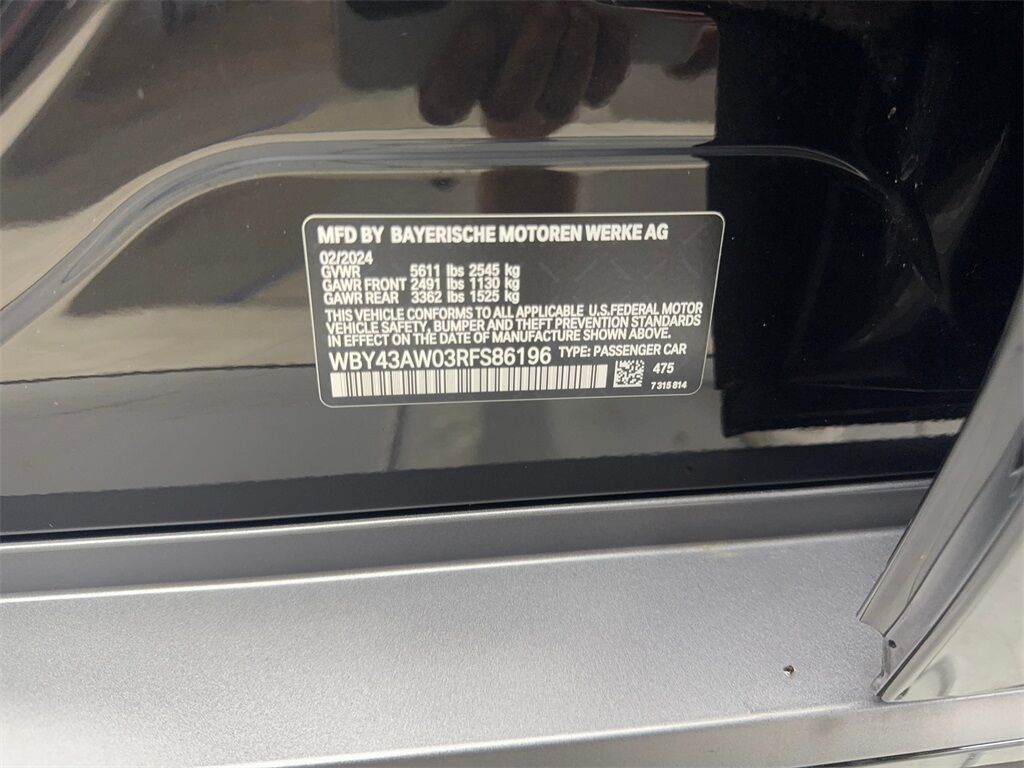 MFD BY BAYERISCHE MOTOREN WERKE AG
02/2024
GVWR 5611 lbs 2545 kg
GAWR FRONT 2491 lbs 1130 kg
GAWR REAR 3362 lbs 1525 kg
THIS VEHICLE CONFORMS TO ALL APPLICABLE U.S.FEDERAL MOTOR
VEHICLE SAFETY, BUMPER AND THEFT PREVENTION STANDARDS
IN EFFECT ON THE DATE OF MANUFACTURE SHOWN ABOVE.
WBY43AW03RFS86196 TYPE: PASSENGER CAR
475
7 315 814